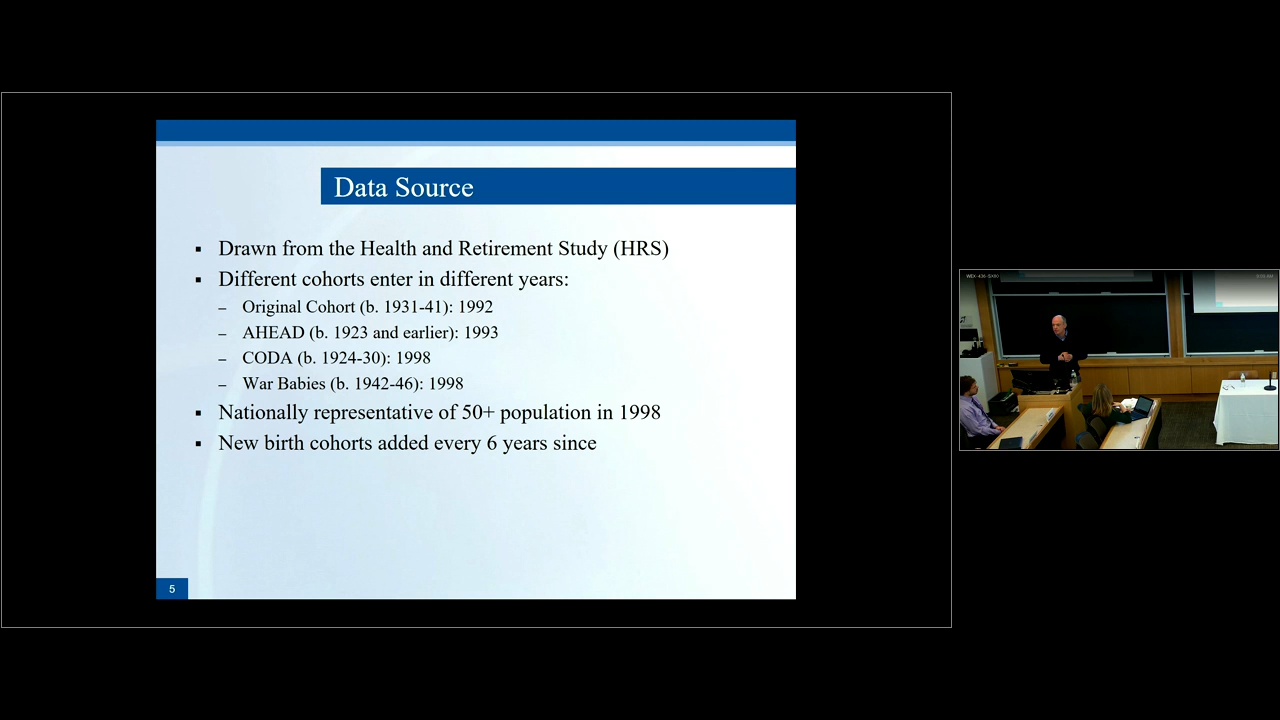 Data Source
▪ Drawn from the Health and Retirement Study (HRS)
▪ Different cohorts enter in different years:
– Original Cohort (b. 1931-41): 1992
– AHEAD (b. 1923 and earlier): 1993
– CODA (b. 1924-30): 1998
– War Babies (b. 1942-46): 1998
▪ Nationally representative of 50+ population in 1998
▪ New birth cohorts added every 6 years since
5